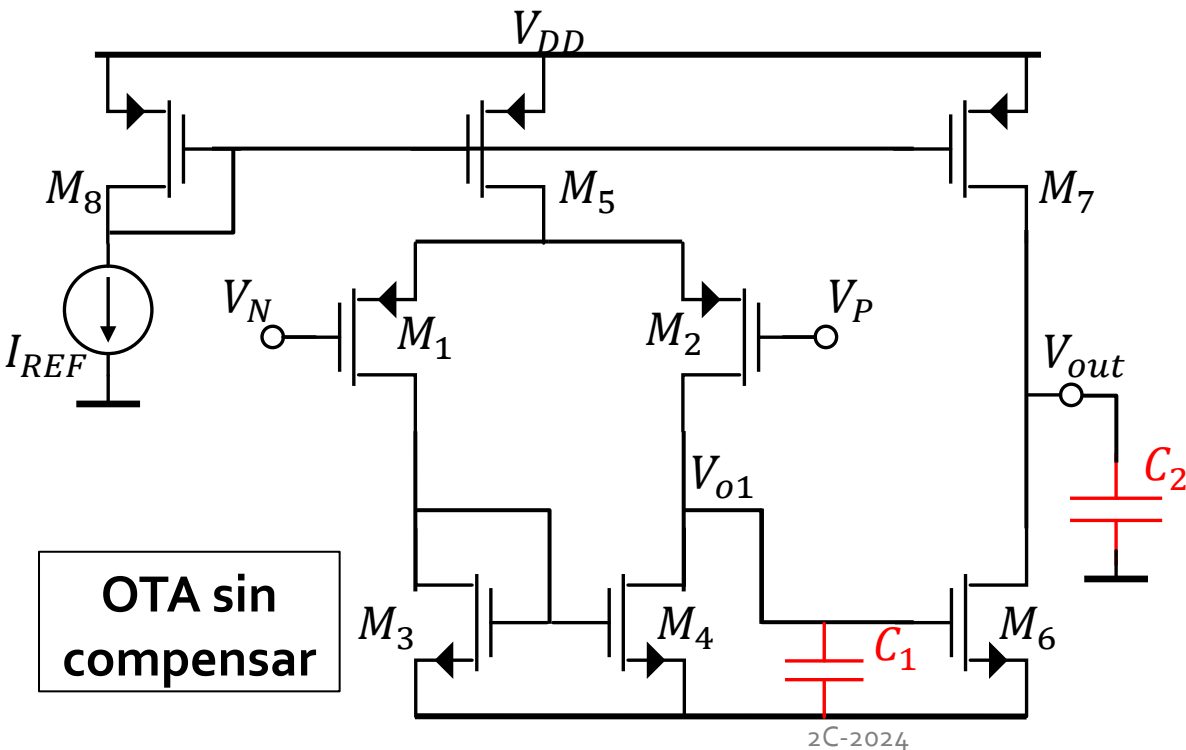 V_DD
M_8
M_5
M_7
V_N
M_1
M_2
V_P
I_REF
V_out
V_o1
C_2
OTA sin
compensar
M_3
M_4
C_1
M_6
2C-2024